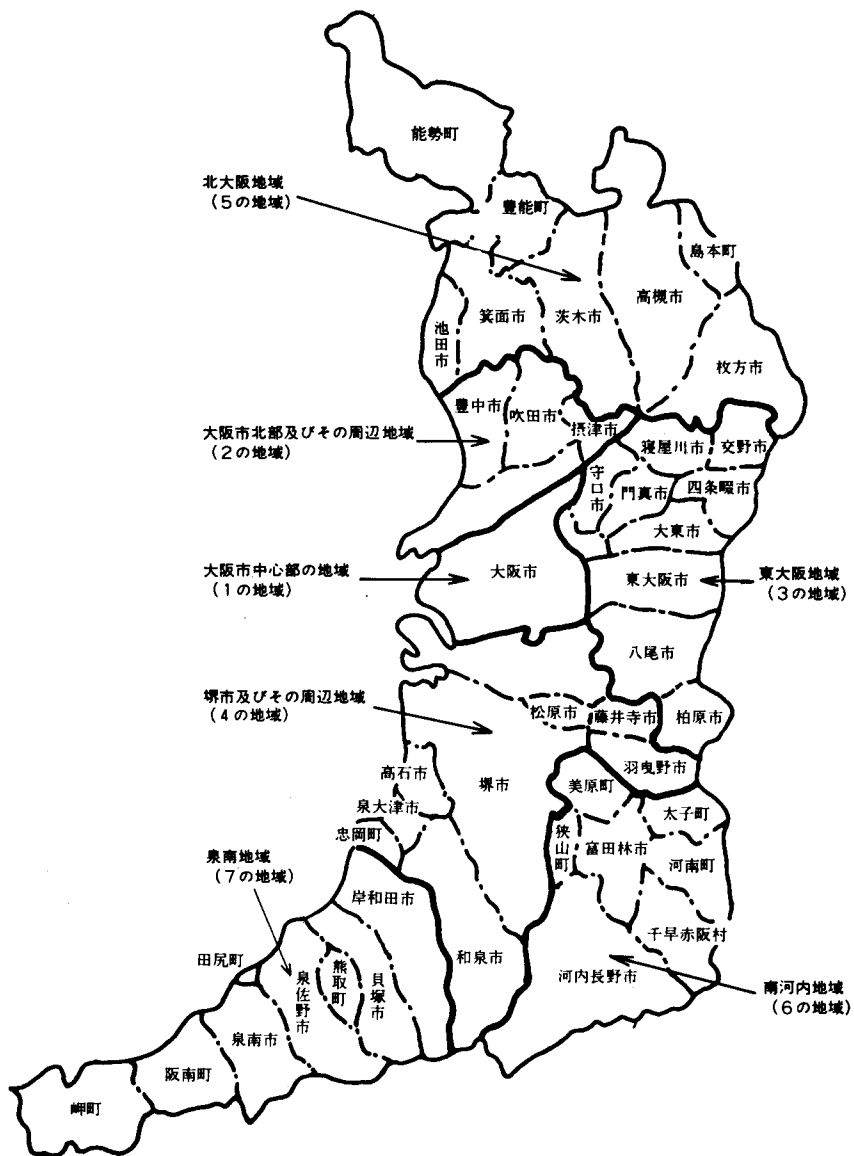 能勢町
北大阪地域
(5の地域)
豊能町
島本町
高槻市
箕面市
茨木市
池田市
枚方市
豊中市
吹田市
摂津市
大阪市北部及びその周辺地域
(2の地域)
寝屋川市
交野市
守口市
門真市
四条畷市
大東市
大阪市中心部の地域
(1の地域)
大阪市
東大阪市
東大阪地域
(3の地域)
八尾市
堺市及びその周辺地域
(4の地域)
松原市
藤井寺市
柏原市
羽曳野市
高石市
堺市
美原町
泉大津市
太子町
忠岡町
狭山町
富田林市
河南町
泉南地域
(7の地域)
岸和田市
千早赤阪村
田尻町
和泉市
河内長野市
南河内地域
(6の地域)
熊取町
貝塚市
泉佐野市
泉南市
阪南町
岬町